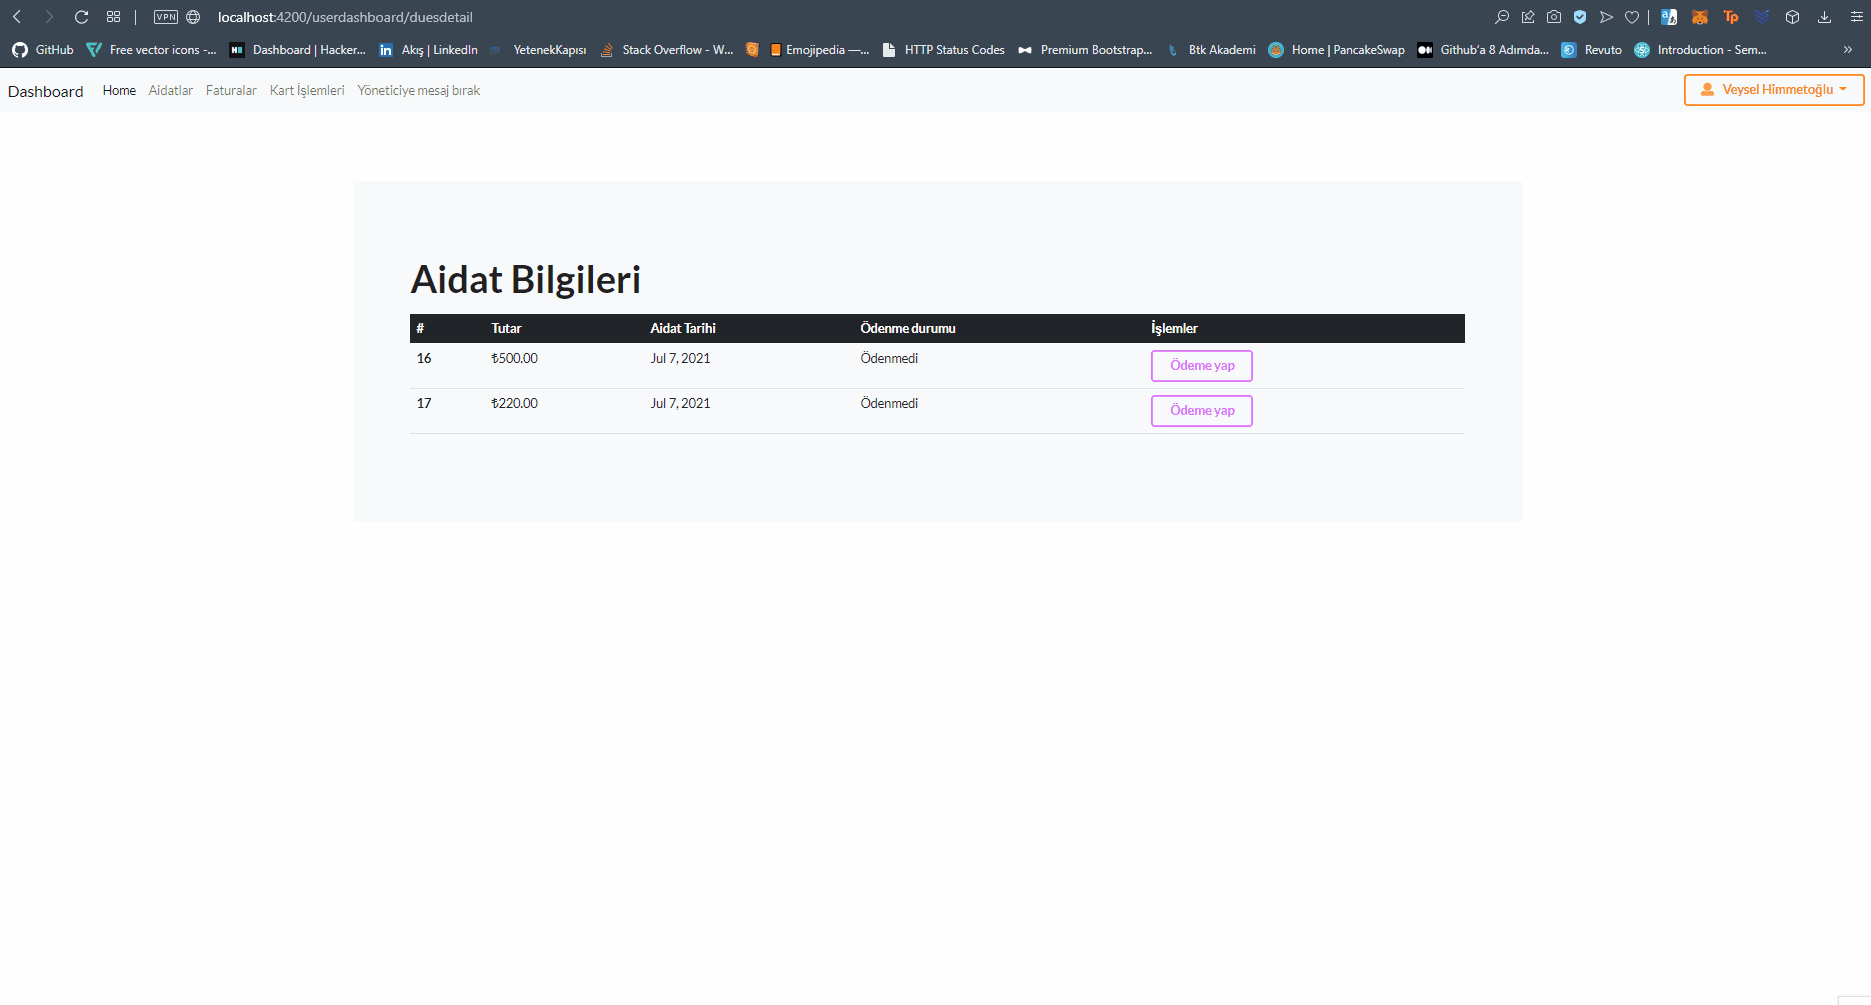 VPN localhost:4200/userdashboard/duesdetail
GitHub Free vector icons -... Dashboard | Hacker... Akış | LinkedIn YetenekKapısı Stack Overflow - W... Emojipedia —... HTTP Status Codes Premium Bootstrap... Btk Akademi Home | PancakeSwap Github'a 8 Adımda... Revuto Introduction - Sem... »
Dashboard Home Aidatlar Faturalar Kart İşlemleri Yöneticiye mesaj bırak Veysel Himmetoğlu
Aidat Bilgileri
# Tutar Aidat Tarihi Ödenme durumu İşlemler
16 ₺500.00 Jul 7, 2021 Ödenmedi Ödeme yap
17 ₺220.00 Jul 7, 2021 Ödenmedi Ödeme yap